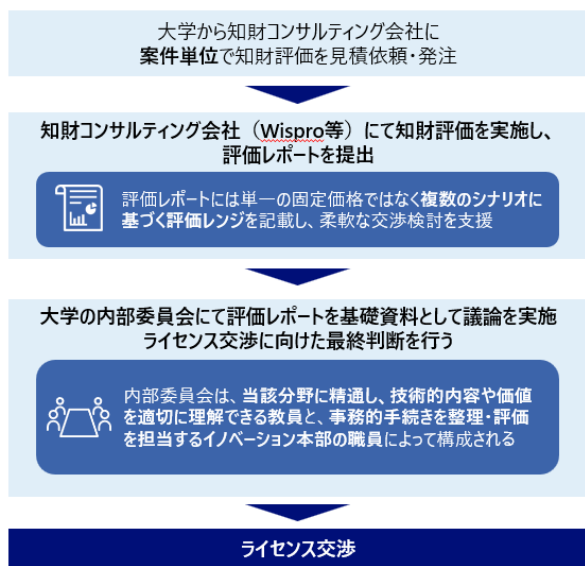 大学から知財コンサルティング会社に
案件単位で知財評価を見積依頼・発注
知財コンサルティング会社（Wispro等）にて知財評価を実施し、
評価レポートを提出
評価レポートには単一の固定価格ではなく複数のシナリオに
基づく評価レンジを記載し、柔軟な交渉検討を支援
大学の内部委員会にて評価レポートを基礎資料として議論を実施
ライセンス交渉に向けた最終判断を行う
内部委員会は、当該分野に精通し、技術的内容や価値
を適切に理解できる教員と、事務的手続きを整理・評価
を担当するイノベーション本部の職員によって構成される
ライセンス交渉